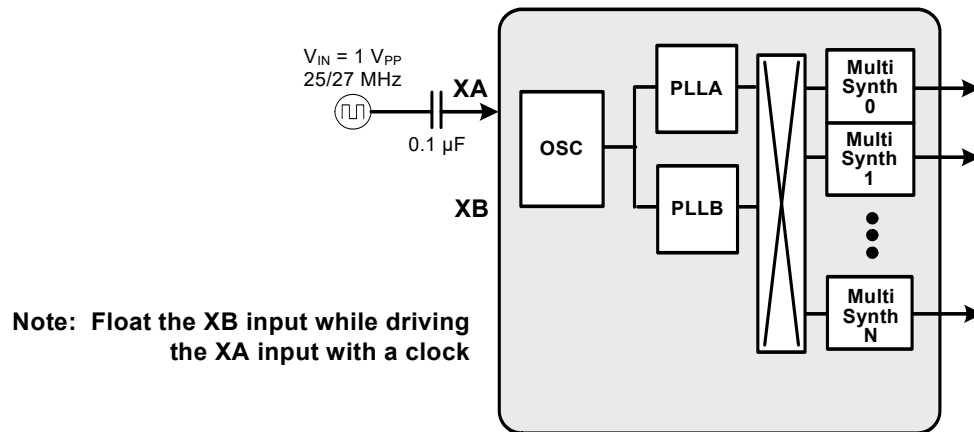 V_IN = 1 V_PP
25/27 MHz
XA
0.1 µF
XB
OSC
PLLA
PLLB
Multi
Synth
0
Multi
Synth
1
Multi
Synth
N
Note: Float the XB input while driving
the XA input with a clock